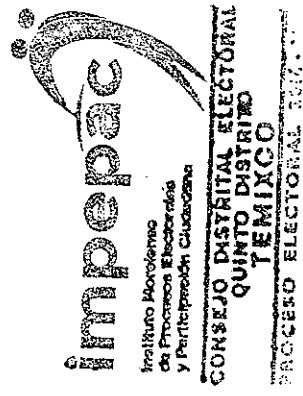 impepac
Instituto Morelense
de Procesos Electorales
y Participación Ciudadana
CONSEJO DISTRITAL ELECTORAL
QUINTO DISTRITO
TEMIXCO
PROCESO ELECTORAL